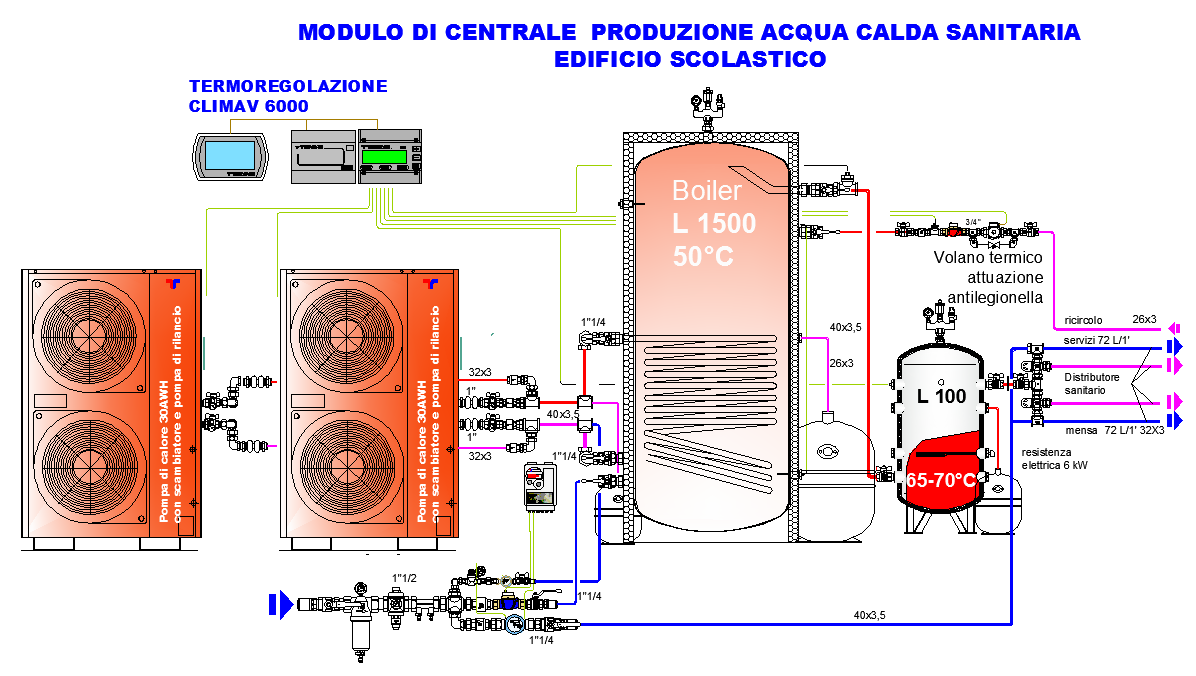 MODULO DI CENTRALE PRODUZIONE ACQUA CALDA SANITARIA
EDIFICIO SCOLASTICO
TERMOREGOLAZIONE
CLIMAV 6000
Boiler
L 1500
50°C
3/4"
Volano termico
attuazione
antilegionella
ricircolo 26x3
servizi 72 L/1'
Distributore
sanitario
mensa 72 L/1' 32X3
resistenza
elettrica 6 kW
L 100
65-70°C
40x3,5
26x3
1"1/4
32x3
1"
40x3,5
1"
32x3
1"1/4
Pompa di calore 30AWH
con scambiatore e pompa di rilancio
Pompa di calore 30AWH
con scambiatore e pompa di rilancio
1"1/2
1"1/4
1"1/4
40x3,5